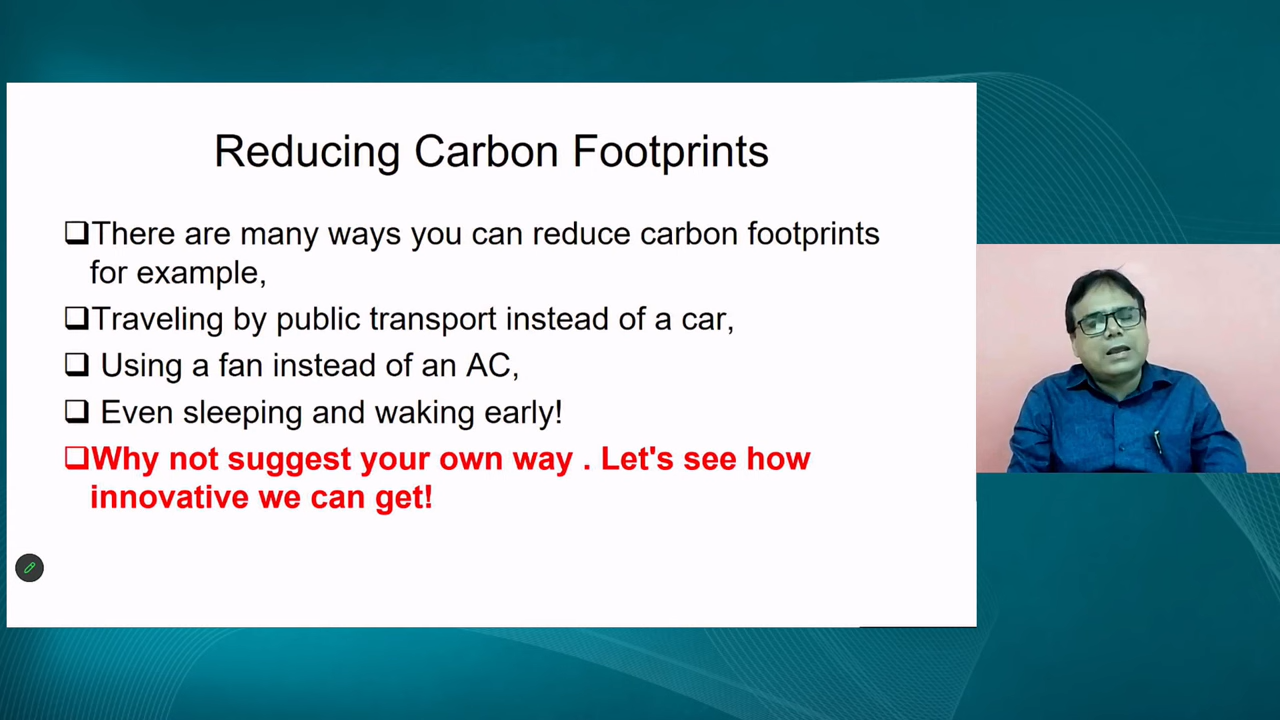 Reducing Carbon Footprints
❑There are many ways you can reduce carbon footprints
for example,
❑Traveling by public transport instead of a car,
❑ Using a fan instead of an AC,
❑ Even sleeping and waking early!
❑Why not suggest your own way . Let's see how
innovative we can get!